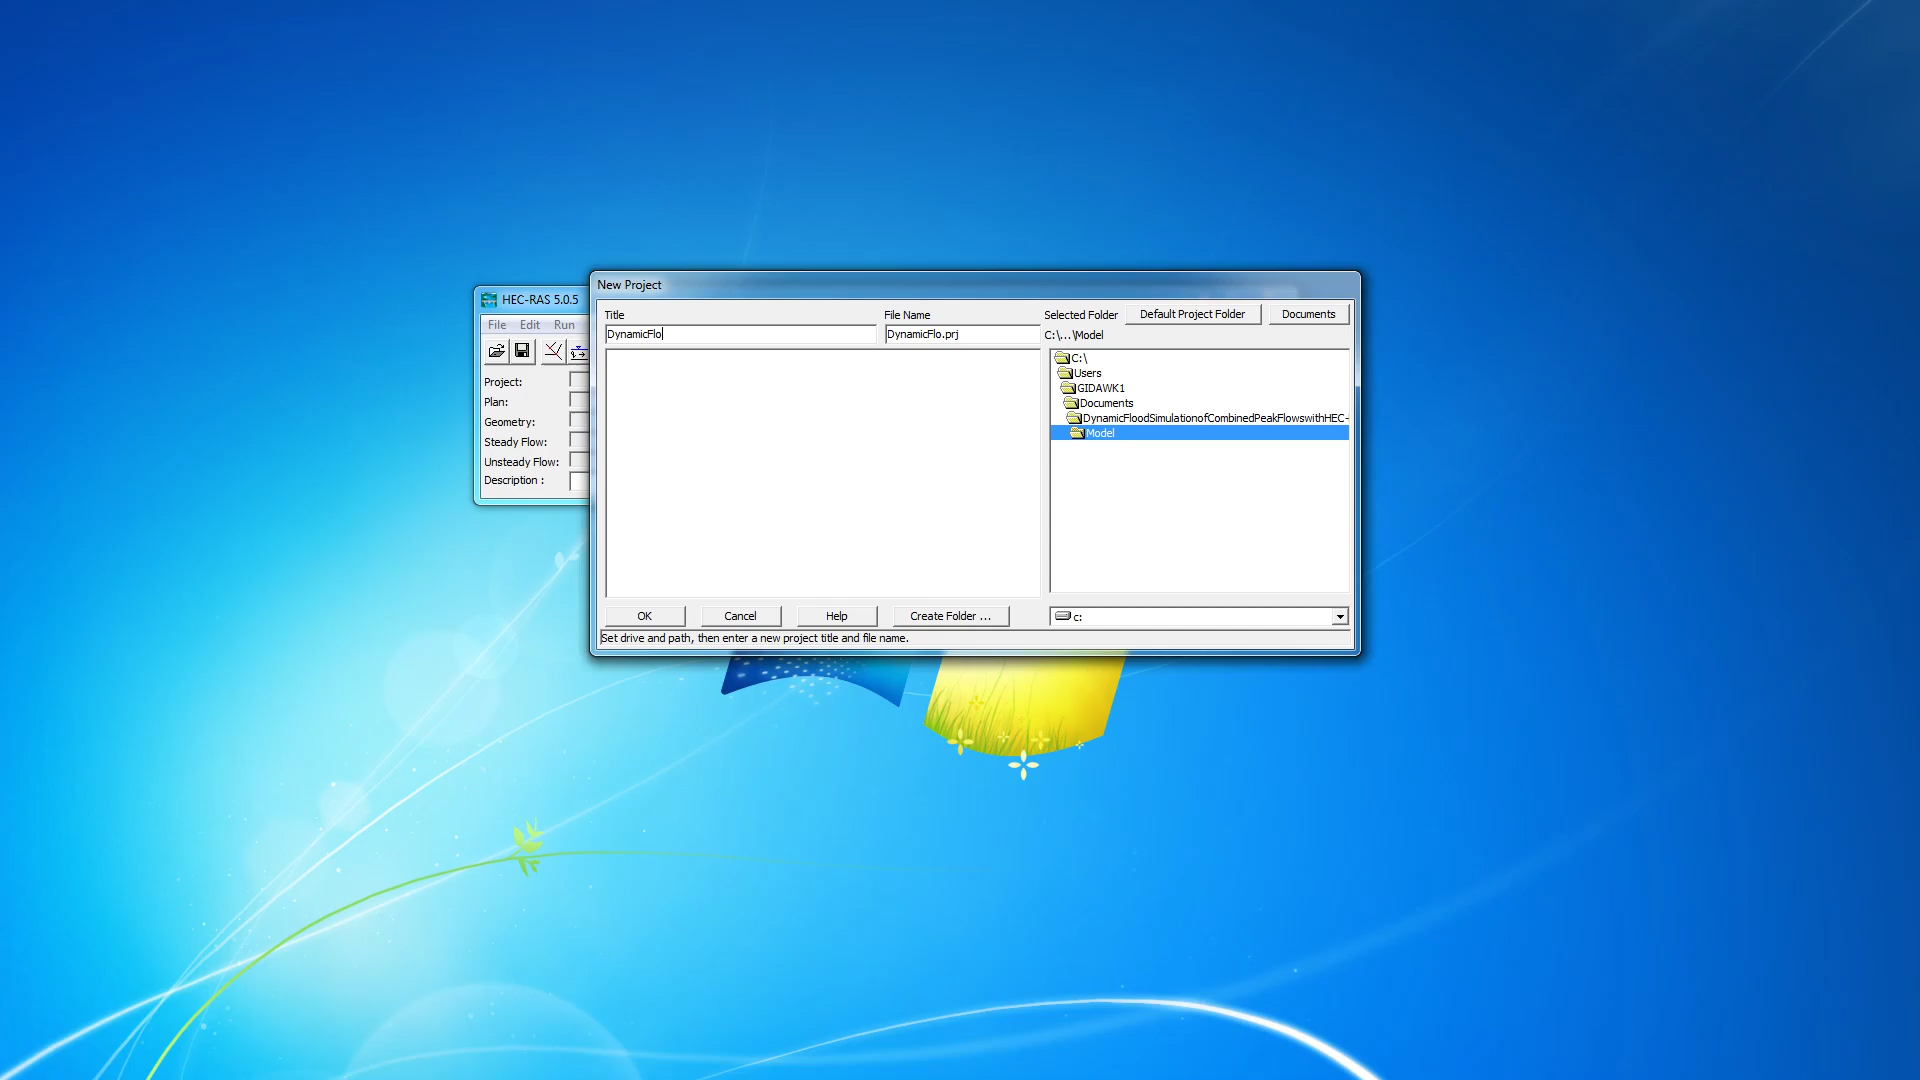 New Project
HEC-RAS 5.0.5
File Edit Run
Project:
Plan:
Geometry:
Steady Flow:
Unsteady Flow:
Description :
Title
DynamicFlo
File Name
DynamicFlo.prj
Selected Folder
Default Project Folder
Documents
C:\...\Model
C:\
Users
GIDAWK1
Documents
DynamicFloodSimulationofCombinedPeakFlowswithHEC-
Model
OK
Cancel
Help
Create Folder ...
c:
Set drive and path, then enter a new project title and file name.